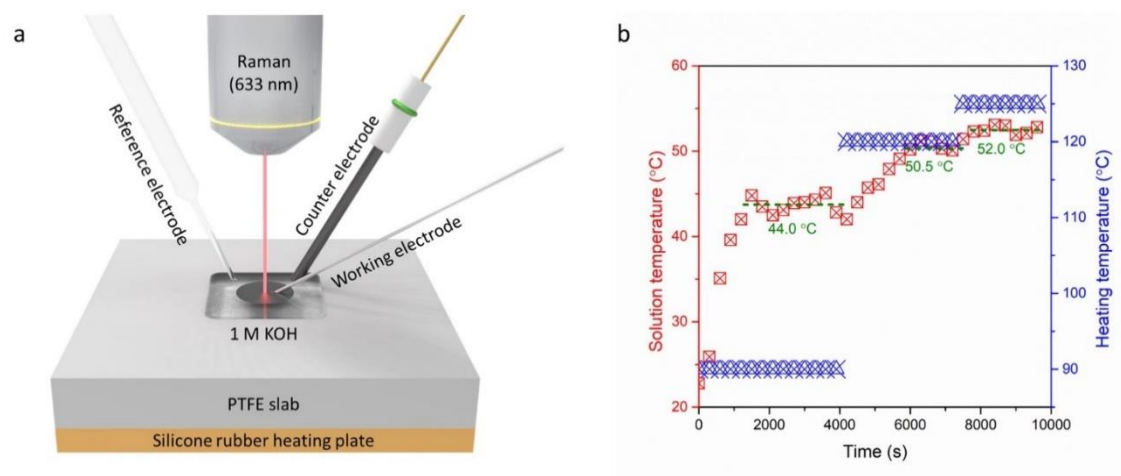 a
Raman
(633 nm)
Reference electrode
Counter electrode
Working electrode
1 M KOH
PTFE slab
Silicone rubber heating plate
b
60
50
40
30
20
Solution temperature (°C)
130
120
110
100
90
Heating temperature (°C)
44.0 °C
50.5 °C
52.0 °C
0
2000
4000
6000
8000
10000
Time (s)